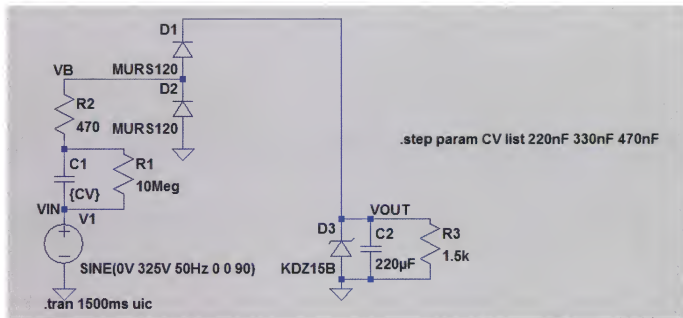 D1
MURS120
VB
D2
R2
470
MURS120
.step param CV list 220nF 330nF 470nF
C1
R1
{CV}
10Meg
VIN
V1
VOUT
D3
C2
R3
SINE(0V 325V 50Hz 0 0 90)
KDZ15B
220µF
1.5k
.tran 1500ms uic